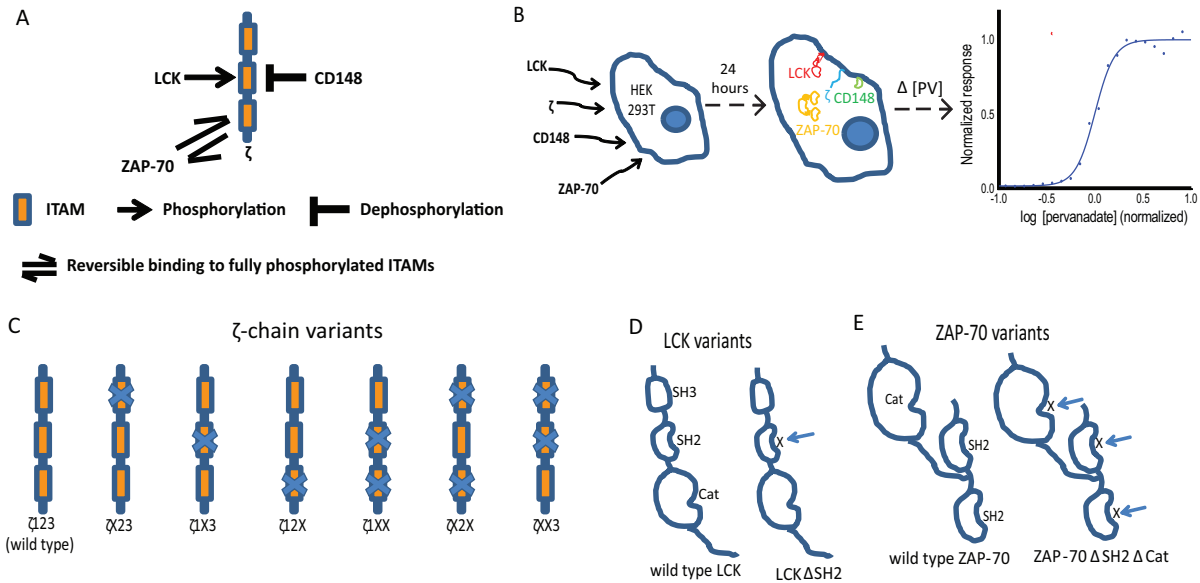 A
LCK
CD148
ZAP-70
ζ
ITAM
Phosphorylation
Dephosphorylation
Reversible binding to fully phosphorylated ITAMs
B
LCK
ζ
CD148
ZAP-70
HEK
293T
24
hours
LCK
ζ
CD148
ZAP-70
Δ [PV]
Normalized response
1.0
0.5
0.0
-1.0
-0.5
0.0
0.5
1.0
log [pervanadate] (normalized)
C
ζ-chain variants
ζ123
(wild type)
ζX23
ζ1X3
ζ12X
ζ1XX
ζX2X
ζXX3
D
LCK variants
SH3
SH2
Cat
wild type LCK
X
LCK ΔSH2
E
ZAP-70 variants
Cat
SH2
SH2
wild type ZAP-70
X
X
X
ZAP-70 Δ SH2 Δ Cat